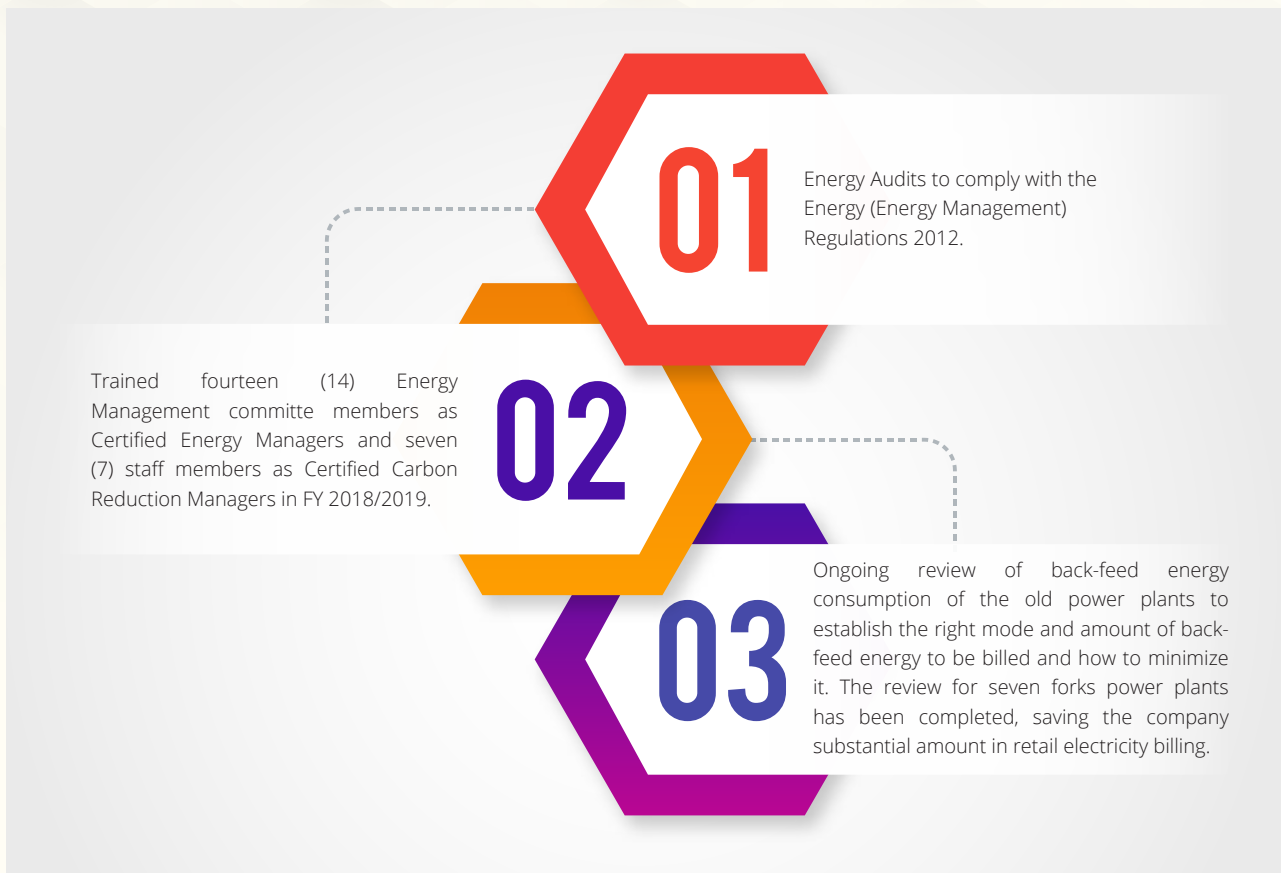 01
Energy Audits to comply with the
Energy (Energy Management)
Regulations 2012.
02
Trained fourteen (14) Energy
Management committe members as
Certified Energy Managers and seven
(7) staff members as Certified Carbon
Reduction Managers in FY 2018/2019.
03
Ongoing review of back-feed energy
consumption of the old power plants to
establish the right mode and amount of back-
feed energy to be billed and how to minimize
it. The review for seven forks power plants
has been completed, saving the company
substantial amount in retail electricity billing.